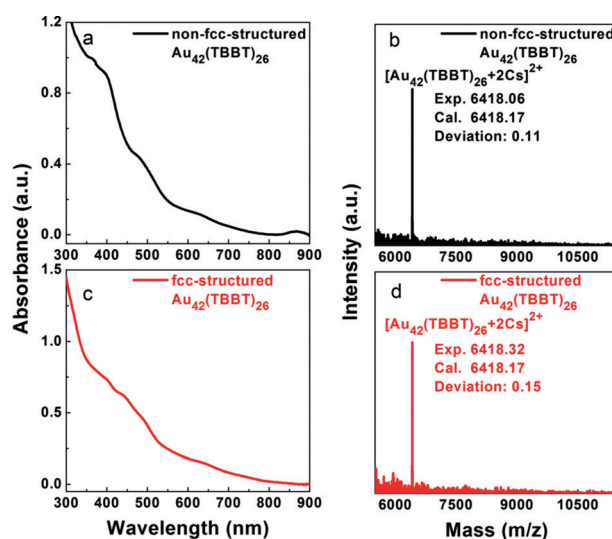 a
non-fcc-structured
Au42(TBBT)26
1.2
0.8
0.4
0.0
300 400 500 600 700 800 900
b
non-fcc-structured
Au42(TBBT)26
[Au42(TBBT)26+2Cs]2+
Exp. 6418.06
Cal. 6418.17
Deviation: 0.11
6000 7500 9000 10500
Absorbance (a.u.)
Intensity (a.u.)
c
fcc-structured
Au42(TBBT)26
1.5
1.0
0.5
0.0
300 400 500 600 700 800 900
Wavelength (nm)
d
fcc-structured
Au42(TBBT)26
[Au42(TBBT)26+2Cs]2+
Exp. 6418.32
Cal. 6418.17
Deviation: 0.15
6000 7500 9000 10500
Mass (m/z)